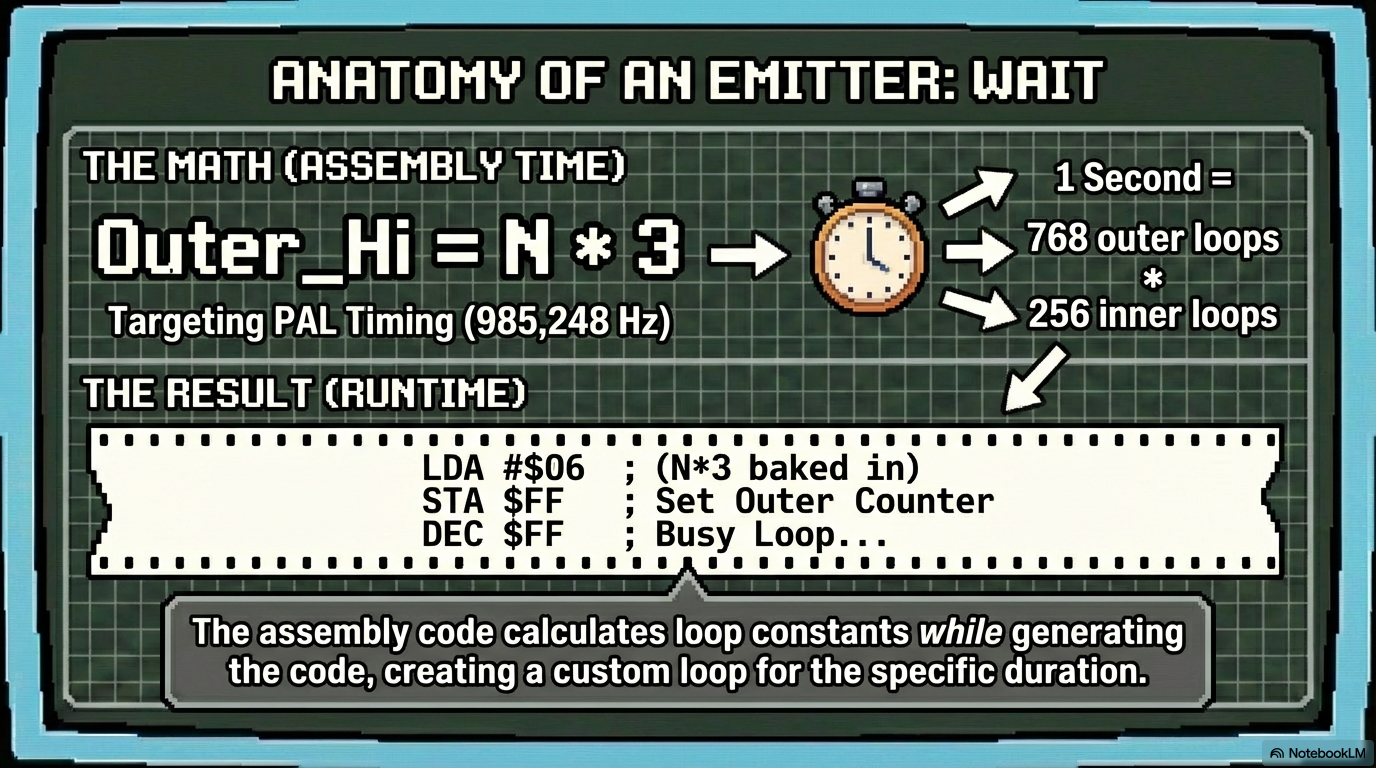 ANATOMY OF AN EMITTER: WAIT
THE MATH (ASSEMBLY TIME)
Outer_Hi = N * 3
Targeting PAL Timing (985,248 Hz)
1 Second =
768 outer loops
*
256 inner loops
THE RESULT (RUNTIME)
LDA #$06 ; (N*3 baked in)
STA $FF ; Set Outer Counter
DEC $FF ; Busy Loop...
The assembly code calculates loop constants while generating
the code, creating a custom loop for the specific duration.
NotebookLM